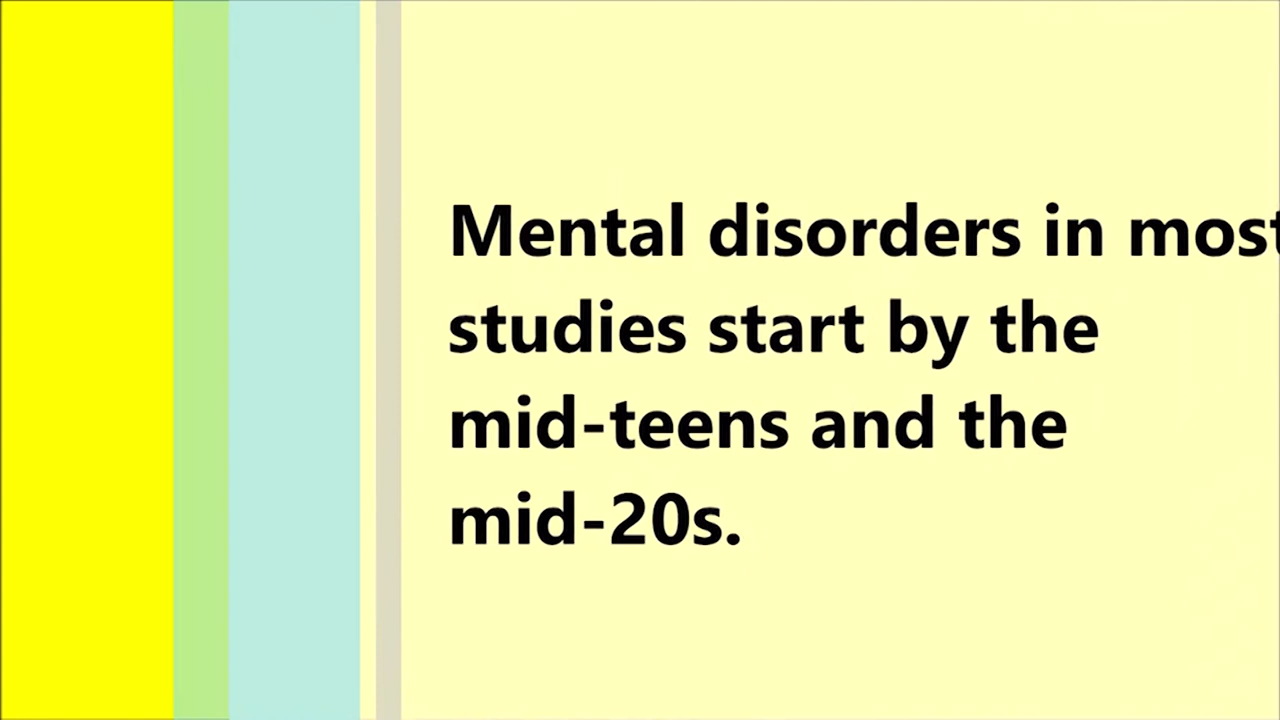 Mental disorders in most
studies start by the
mid-teens and the
mid-20s.